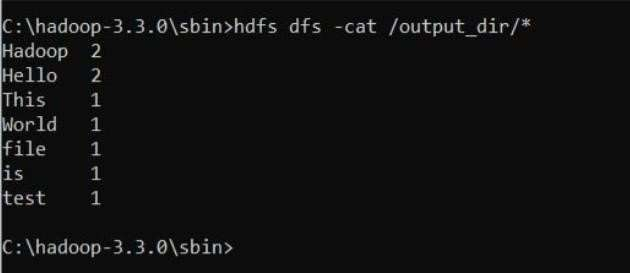 C:\hadoop-3.3.0\sbin>hdfs dfs -cat /output_dir/*
Hadoop  2
Hello   2
This    1
World   1
file    1
is      1
test    1
C:\hadoop-3.3.0\sbin>